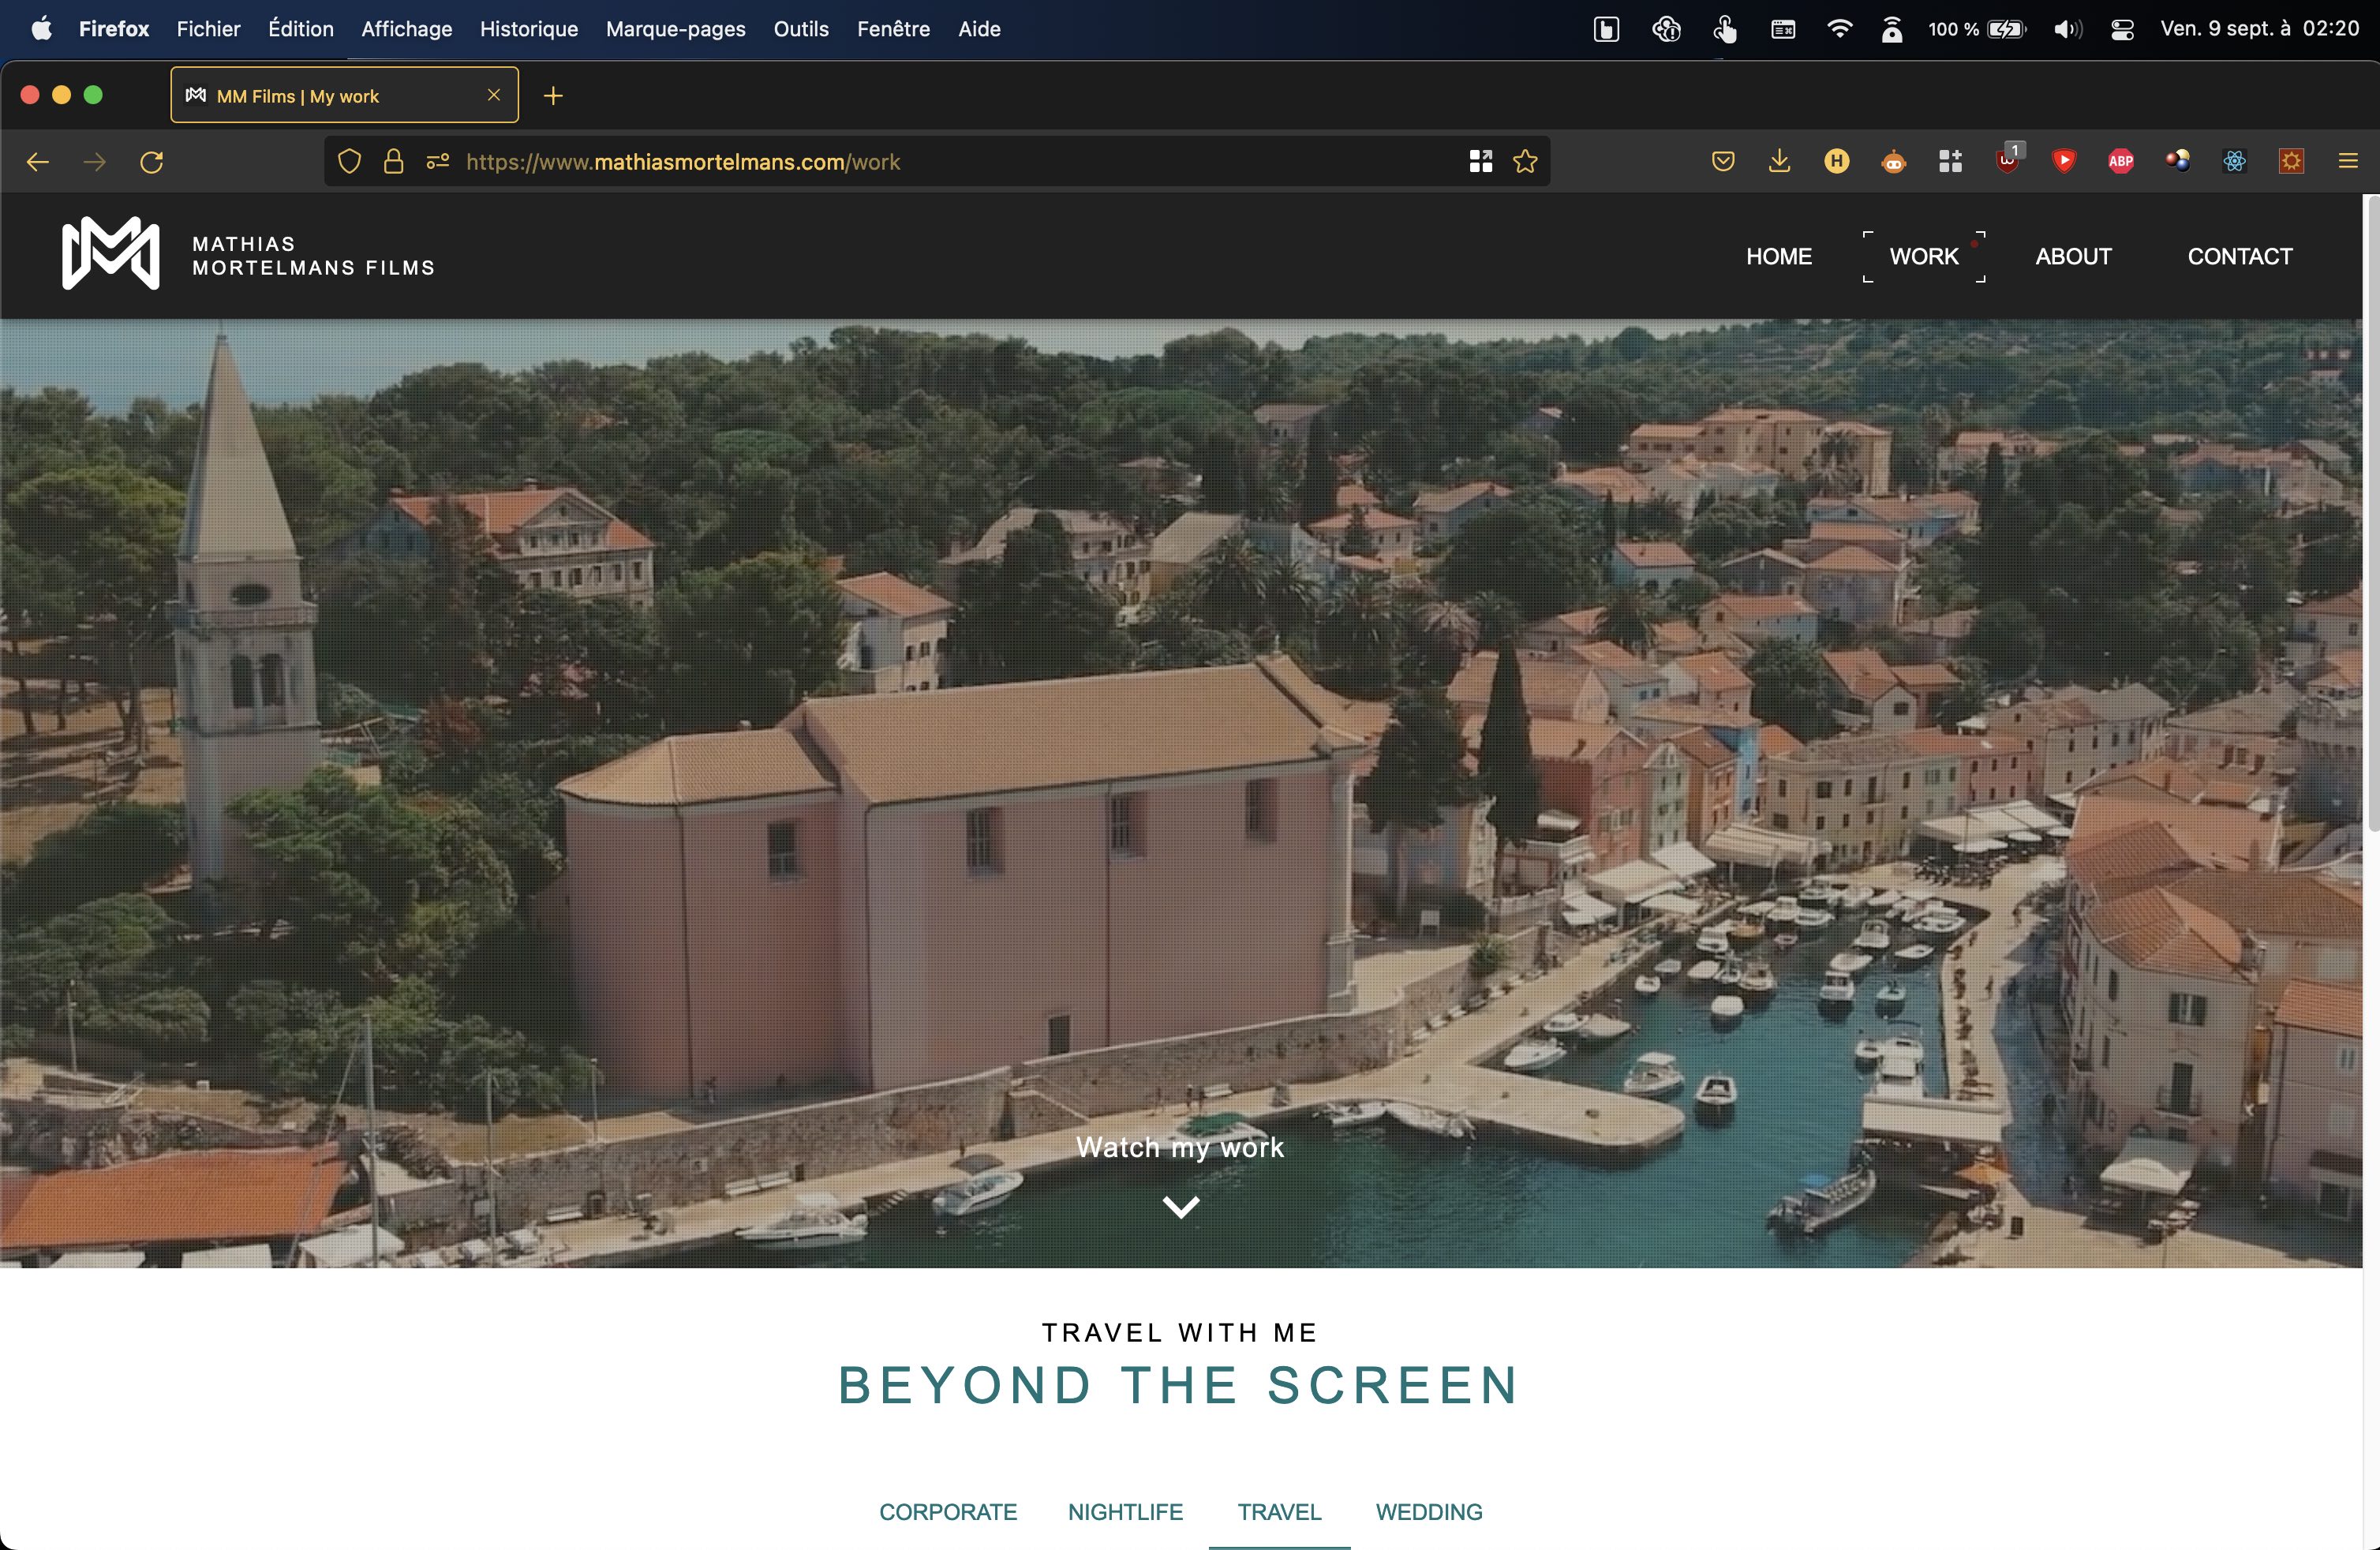 Firefox Fichier Édition Affichage Historique Marque-pages Outils Fenêtre Aide 100 % Ven. 9 sept. à 02:20
MM Films | My work
https://www.mathiasmortelmans.com/work
1
H
ABP
MATHIAS
MORTELMANS FILMS
HOME WORK ABOUT CONTACT
Watch my work
TRAVEL WITH ME
BEYOND THE SCREEN
CORPORATE NIGHTLIFE TRAVEL WEDDING